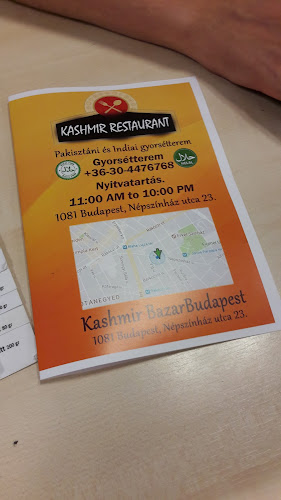 KASHMIR RESTAURANT
Pakisztáni és Indiai gyorsétterem
Gyorsétterem
+36-30-4476768
HALAL
Nyitvatartás.
11:00 AM to 10:00 PM
1081 Budapest, Népszínház utca 23.
Kashmir BazarBudapest
1081 Budapest, Népszínház utca 23.